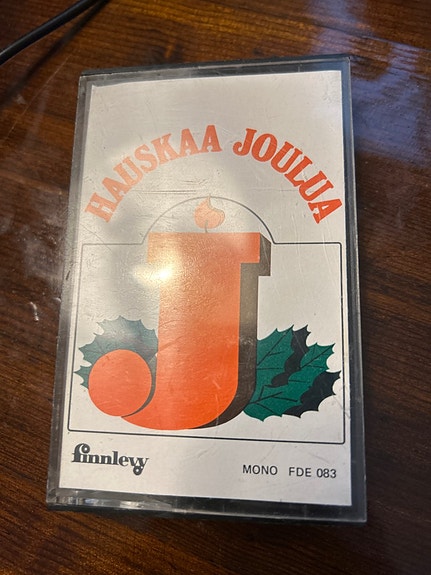 HAUSKAA JOULUA
J
finnlevy
MONO FDE 083